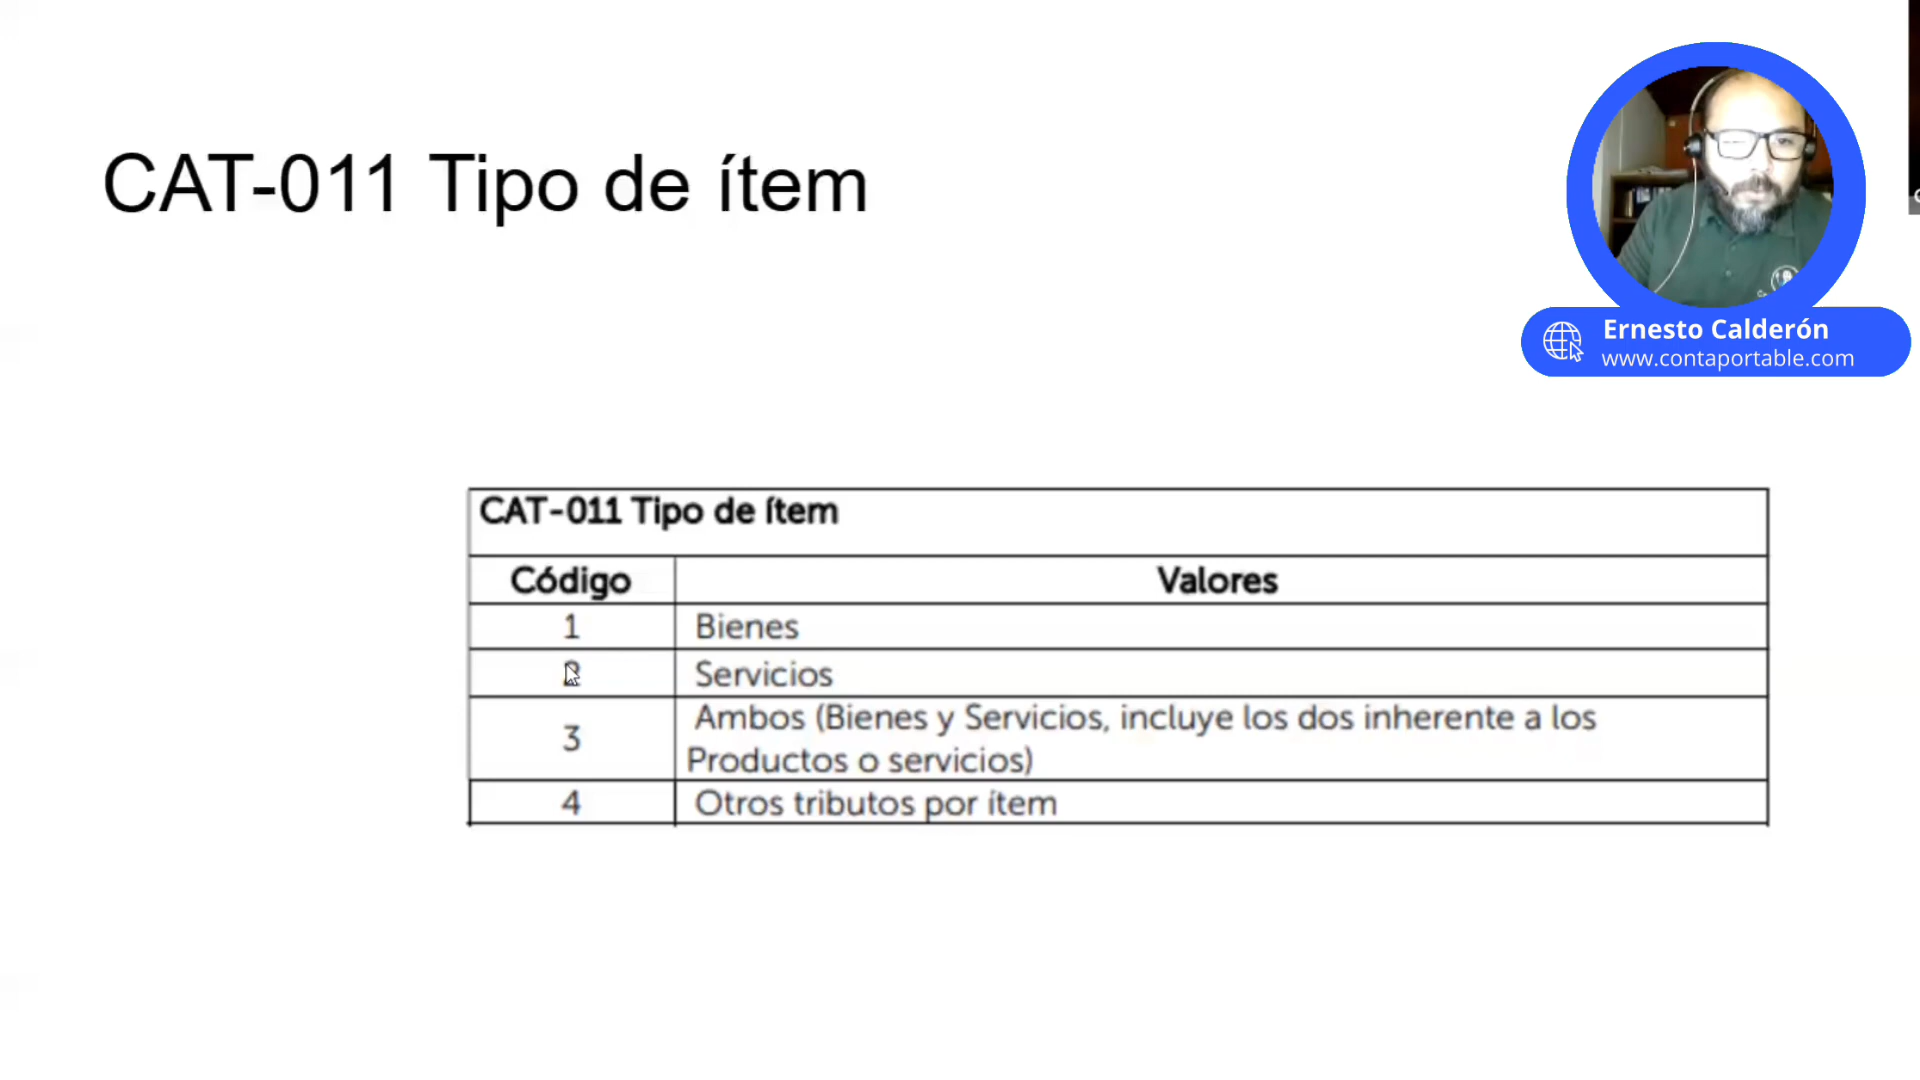 CAT-011 Tipo de ítem
Ernesto Calderón
www.contaportable.com
CAT-011 Tipo de ítem
Código Valores
1 Bienes
2 Servicios
3 Ambos (Bienes y Servicios, incluye los dos inherente a los
Productos o servicios)
4 Otros tributos por ítem